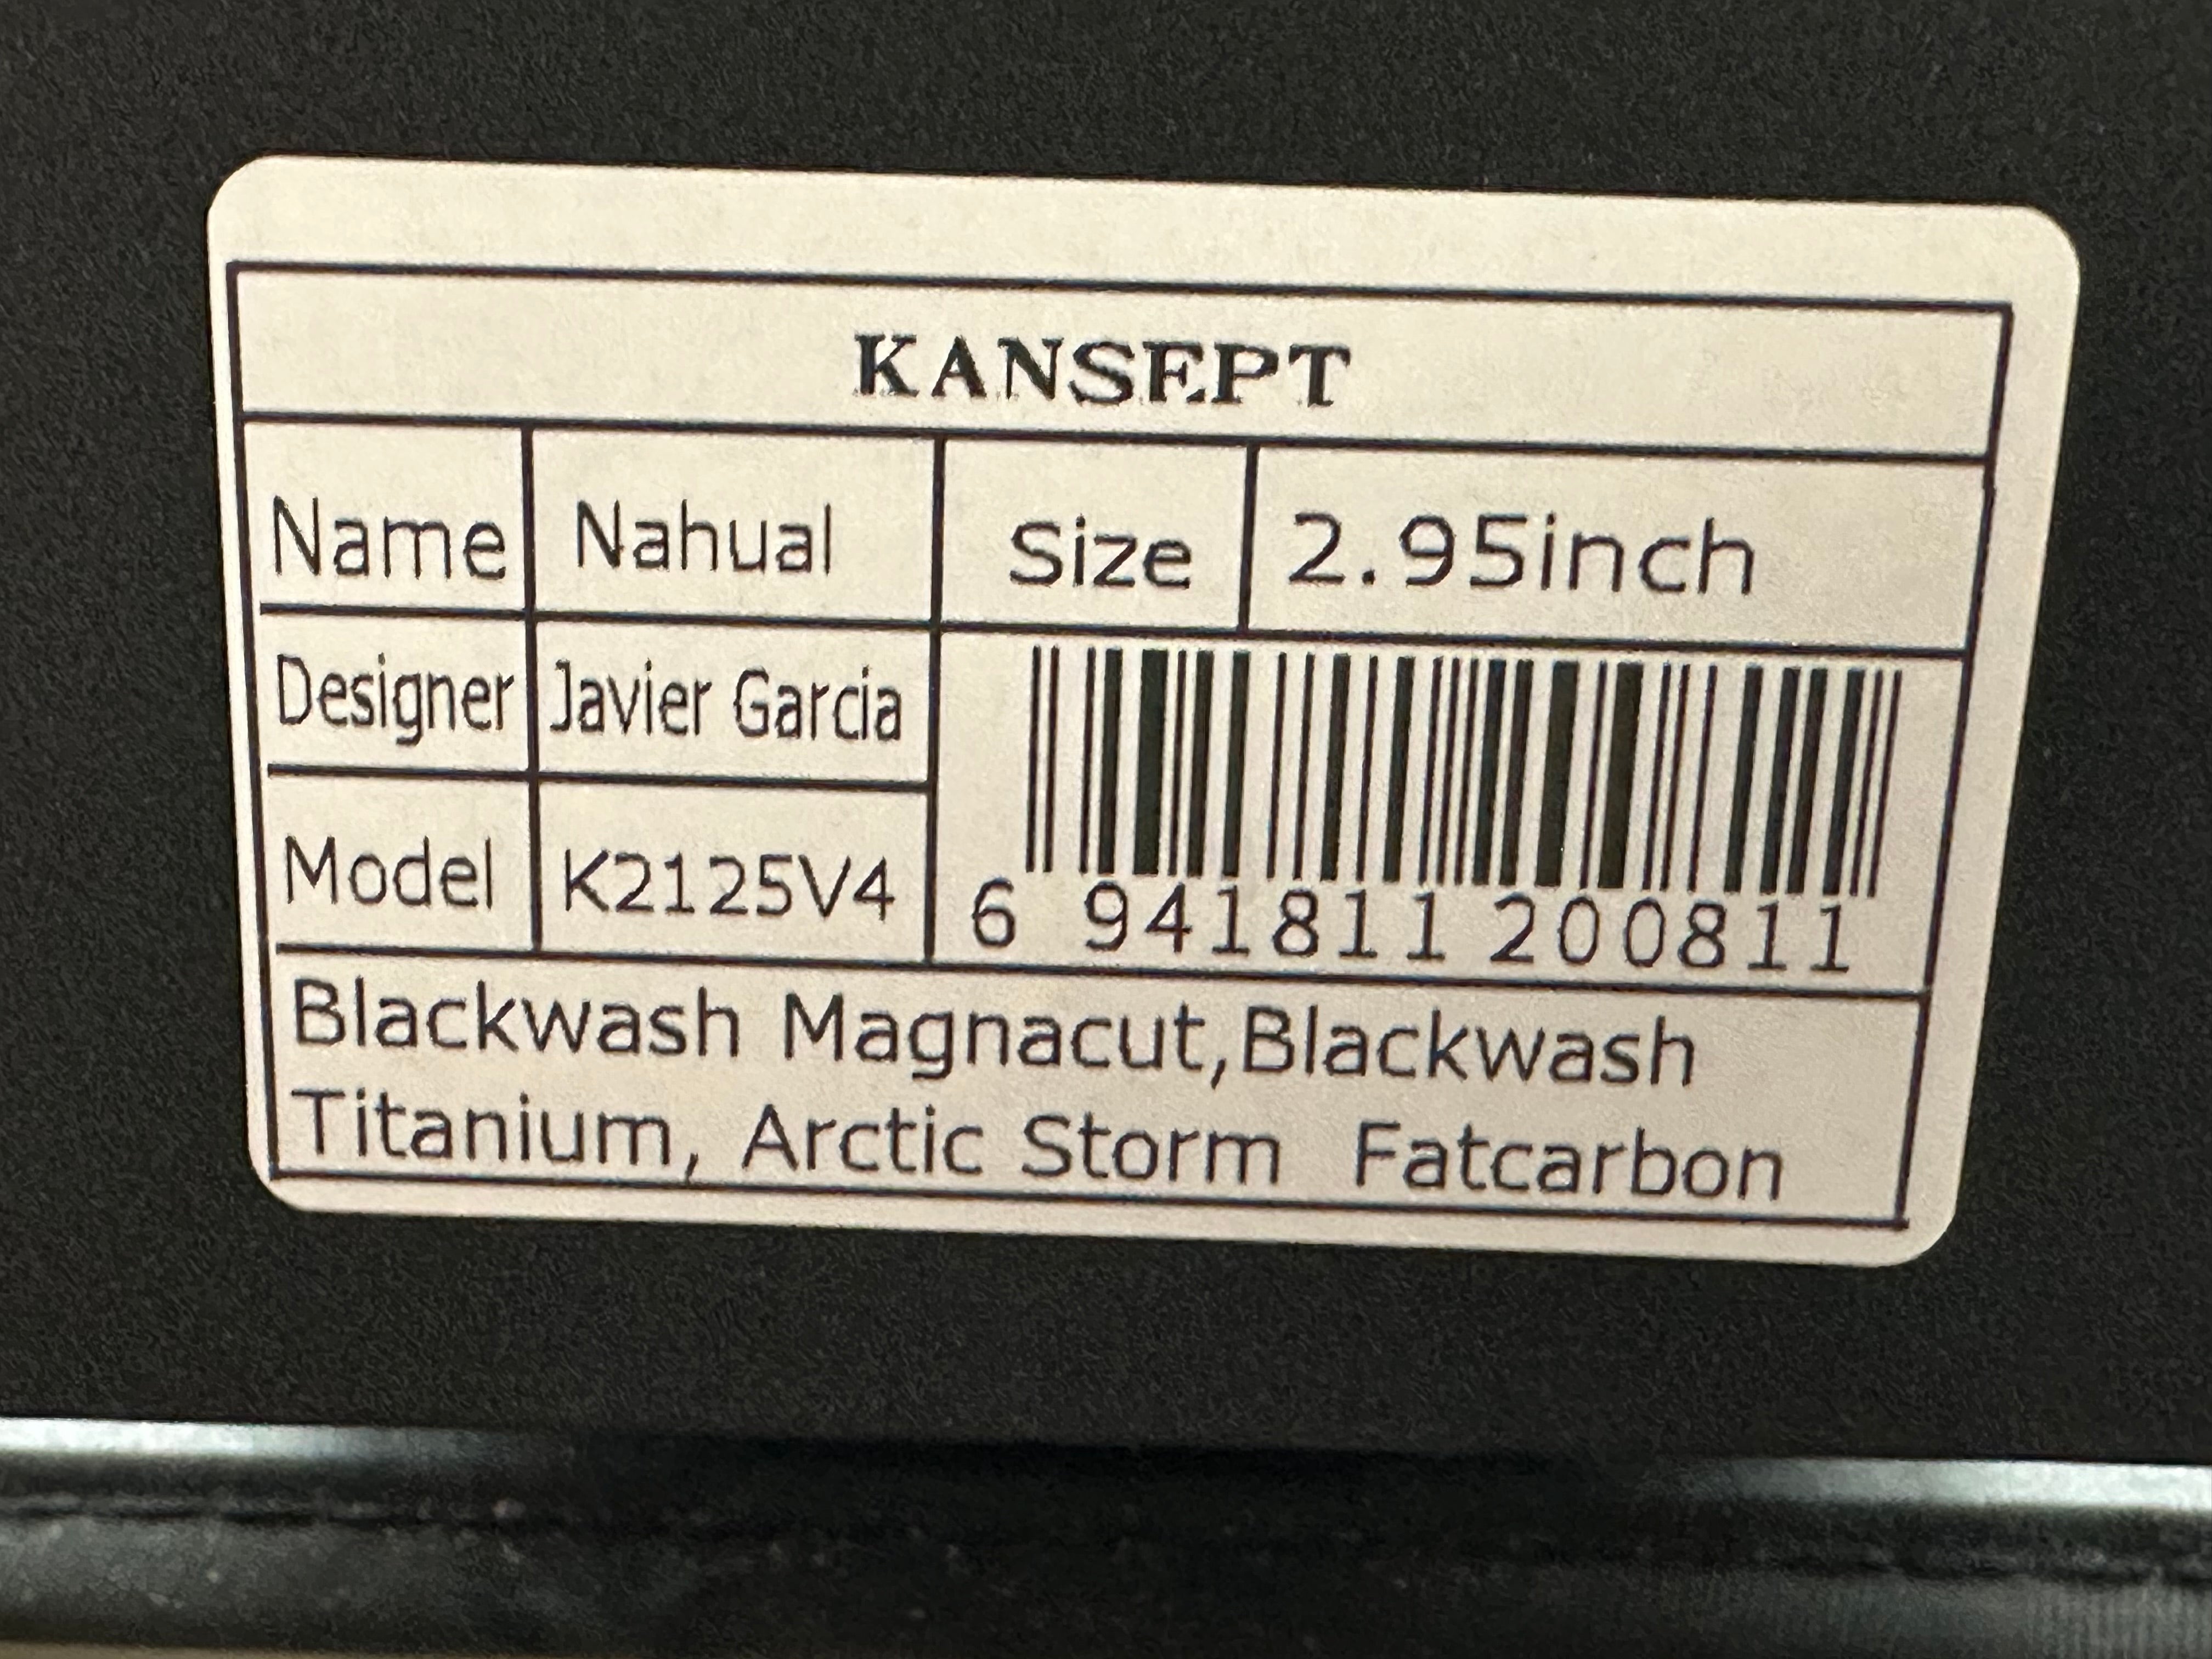 KANSEPT
Name Nahual Size 2.95inch
Designer Javier Garcia
Model K2125V4 6 941811 200811
Blackwash Magnacut,Blackwash
Titanium, Arctic Storm Fatcarbon